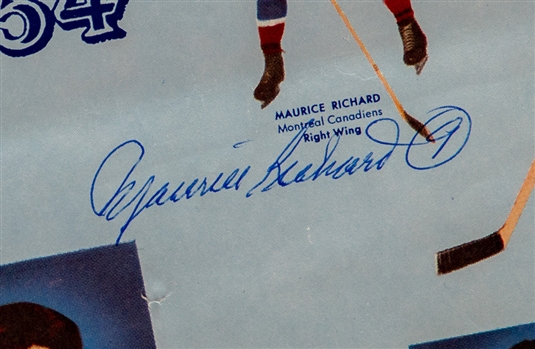 54
MAURICE RICHARD
Montreal Canadiens
Right Wing
Maurice Richard 9